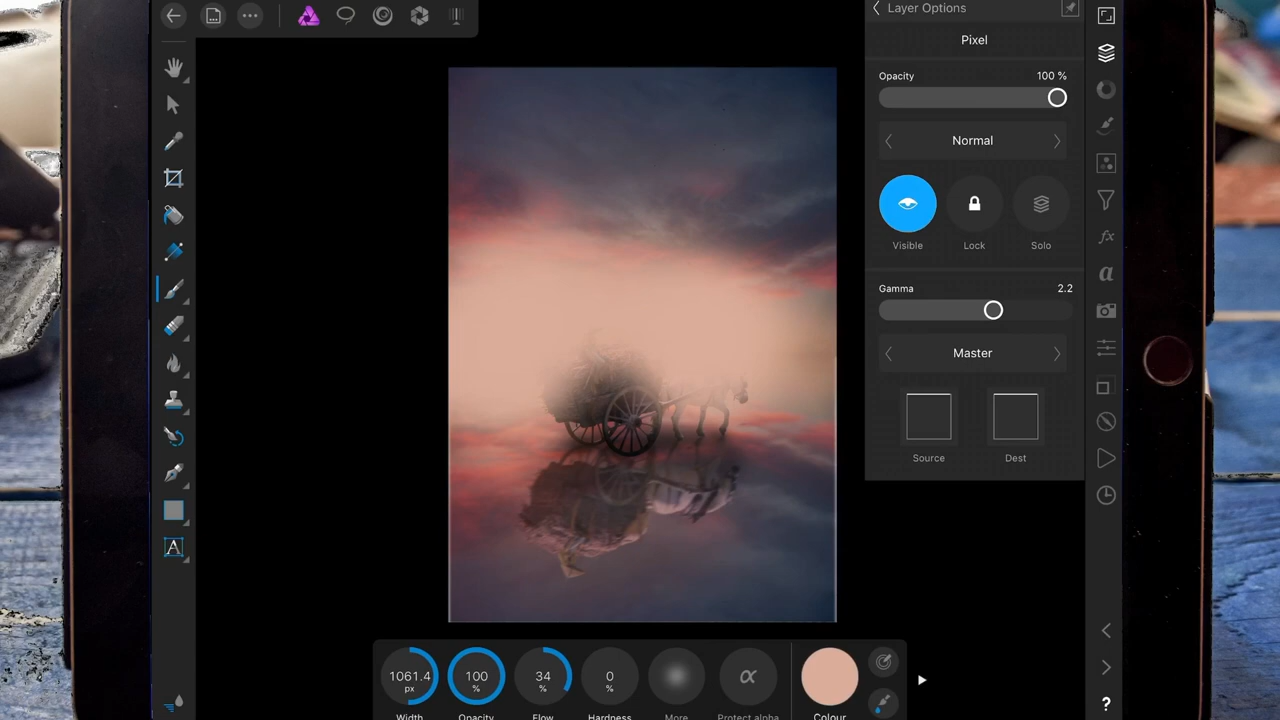 Layer Options
Pixel
Opacity 100 %
Normal
Visible Lock Solo
Gamma 2.2
Master
Source Dest
A
1061.4 px
100 %
34 %
0 %
Width Opacity Flow Hardness More Protect alpha Colour
?